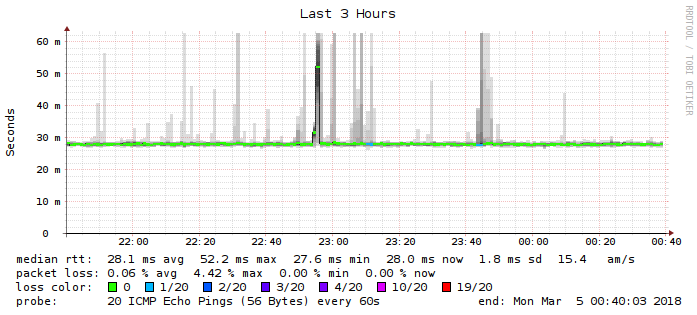 Last 3 Hours
RRDTOOL / TOBI OETIKER
Seconds
60 m
50 m
40 m
30 m
20 m
10 m
0
22:00 22:20 22:40 23:00 23:20 23:40 00:00 00:20 00:40
median rtt: 28.1 ms avg 52.2 ms max 27.6 ms min 28.0 ms now 1.8 ms sd 15.4 am/s
packet loss: 0.06 % avg 4.42 % max 0.00 % min 0.00 % now
loss color: 0 1/20 2/20 3/20 4/20 10/20 19/20
probe: 20 ICMP Echo Pings (56 Bytes) every 60s end: Mon Mar 5 00:40:03 2018